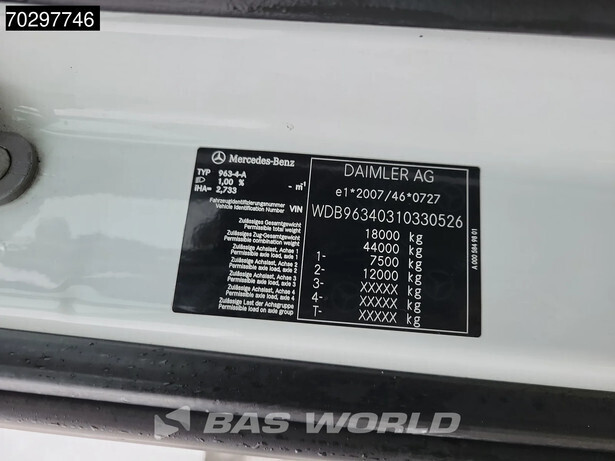 70297746
Mercedes-Benz
DAIMLER AG
TYP 963-4-A
1,00 % - m³
IHA= 2,733
e1*2007/46*0727
Fahrzeugidentifizierungsnummer
Vehicle Identification Number VIN
WDB96340310330526
Zulässiges Gesamtgewicht
Permissible total weight 18000 kg
Zulässiges Zug-Gesamtgewicht
Permissible combination weight 44000 kg
Zulässige Achslast, Achse 1
Permissible axle load, axle 1 1- 7500 kg
Zulässige Achslast, Achse 2
Permissible axle load, axle 2 2- 12000 kg
Zulässige Achslast, Achse 3
Permissible axle load, axle 3 3- XXXXX kg
Zulässige Achslast, Achse 4
Permissible axle load, axle 4 4- XXXXX kg
Zulässige Last der Achsgruppe
Permissible load on axle group T- XXXXX kg
BAS WORLD